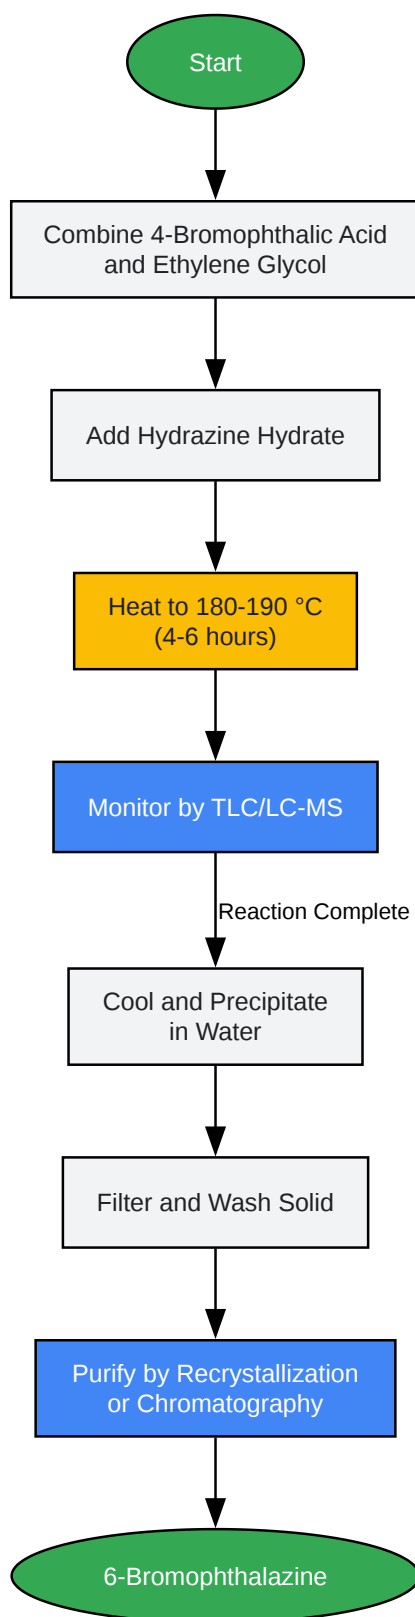 Start
Combine 4-Bromophthalic Acid
and Ethylene Glycol
Add Hydrazine Hydrate
Heat to 180-190 °C
(4-6 hours)
Monitor by TLC/LC-MS
Reaction Complete
Cool and Precipitate
in Water
Filter and Wash Solid
Purify by Recrystallization
or Chromatography
6-Bromophthalazine